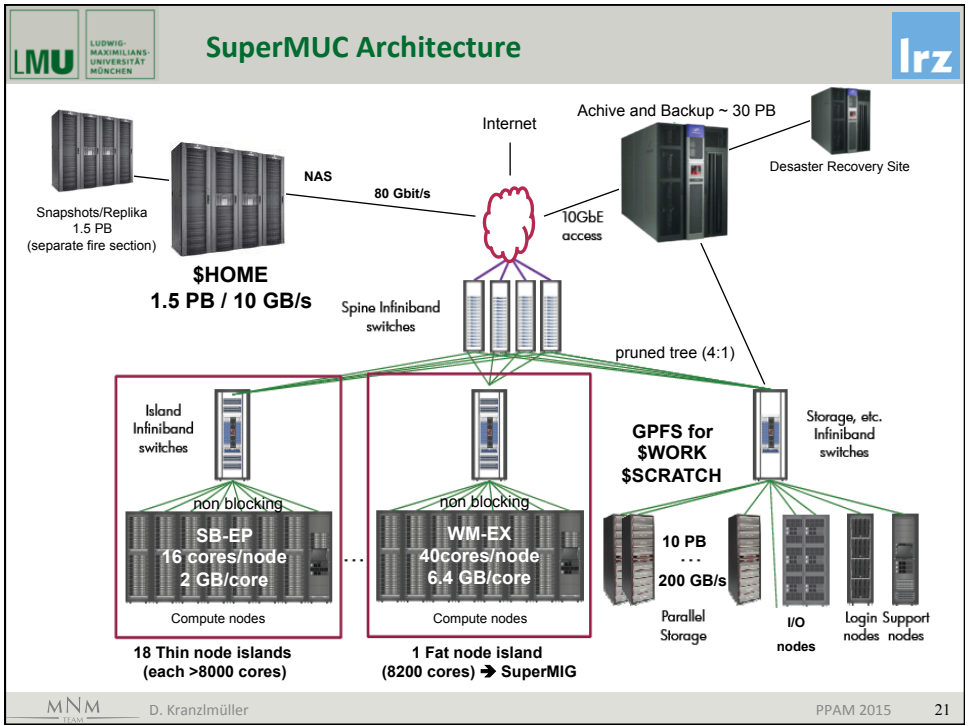 LMU
LUDWIG-
MAXIMILIANS-
UNIVERSITÄT
MÜNCHEN
SuperMUC Architecture
lrz
Internet
Achive and Backup ~ 30 PB
Desaster Recovery Site
NAS
80 Gbit/s
10GbE
access
Snapshots/Replika
1.5 PB
(separate fire section)
$HOME
1.5 PB / 10 GB/s
Spine Infiniband
switches
pruned tree (4:1)
Island
Infiniband
switches
GPFS for
$WORK
$SCRATCH
Storage, etc.
Infiniband
switches
non blocking
SB-EP
16 cores/node
2 GB/core
...
non blocking
WM-EX
40cores/node
6.4 GB/core
10 PB
...
200 GB/s
Compute nodes
Compute nodes
Parallel
Storage
I/O
nodes
Login
nodes
Support
nodes
18 Thin node islands
(each >8000 cores)
1 Fat node island
(8200 cores) ➔ SuperMIG
MNM
TEAM
D. Kranzlmüller
PPAM 2015
21